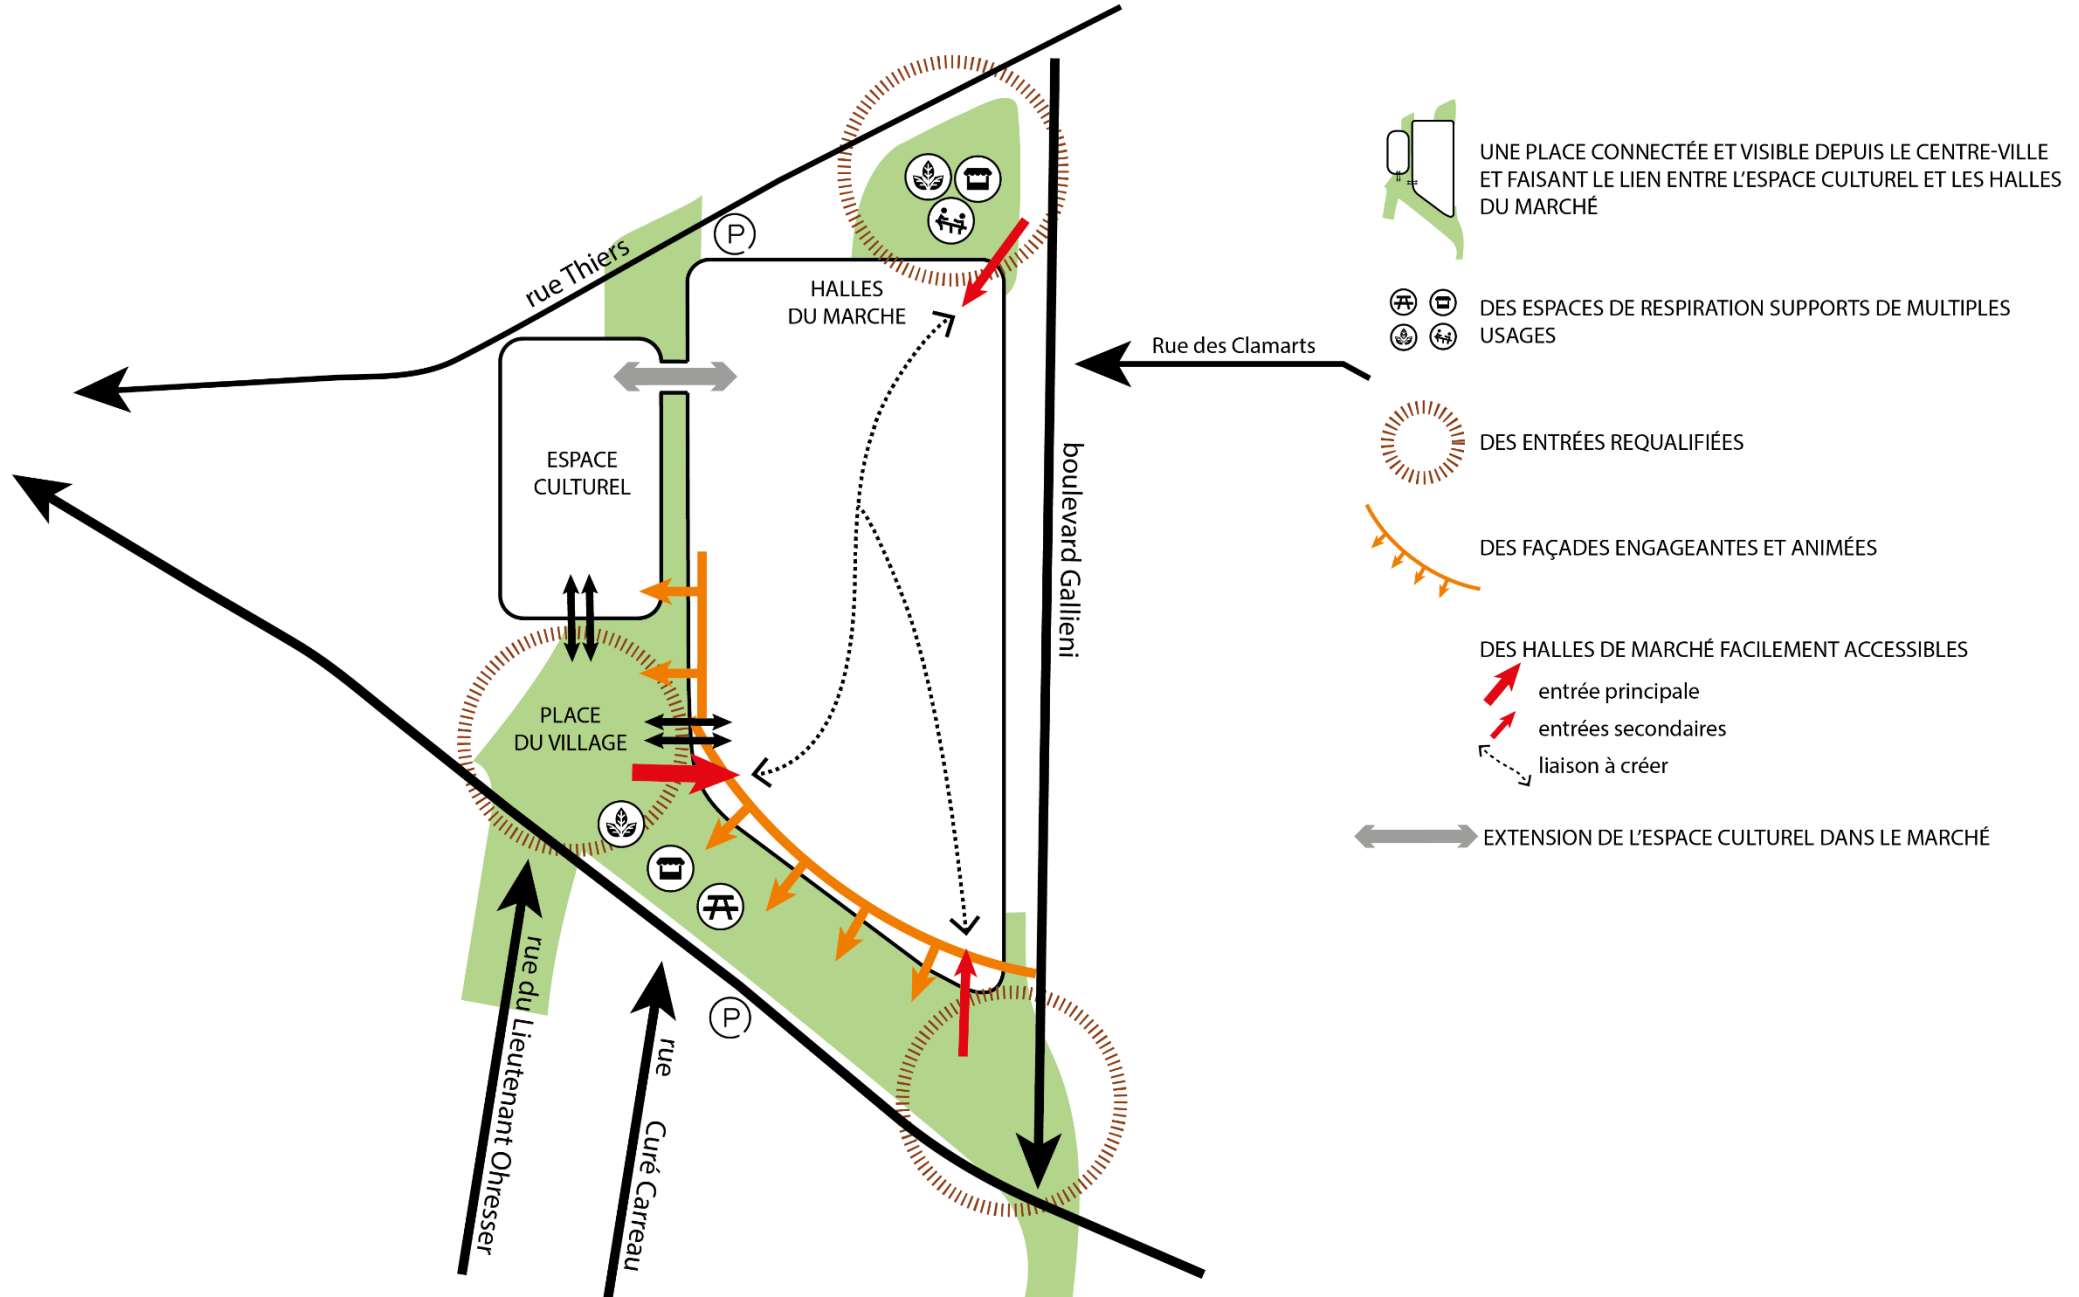 rue Thiers
P
HALLES
DU MARCHE
ESPACE
CULTUREL
PLACE
DU VILLAGE
boulevard Gallieni
Rue des Clamarts
rue du Lieutenant Ohresser
rue Curé Carreau
P
UNE PLACE CONNECTÉE ET VISIBLE DEPUIS LE CENTRE-VILLE
ET FAISANT LE LIEN ENTRE L'ESPACE CULTUREL ET LES HALLES
DU MARCHÉ
DES ESPACES DE RESPIRATION SUPPORTS DE MULTIPLES
USAGES
DES ENTRÉES REQUALIFIÉES
DES FAÇADES ENGAGEANTES ET ANIMÉES
DES HALLES DE MARCHÉ FACILEMENT ACCESSIBLES
entrée principale
entrées secondaires
liaison à créer
EXTENSION DE L'ESPACE CULTUREL DANS LE MARCHÉ